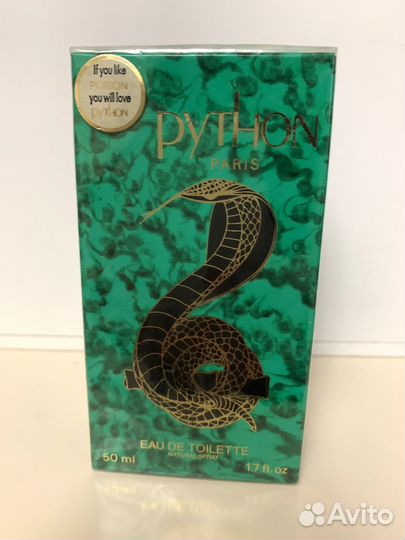 If you like
POISON
you will love
PYTHON
PYTHON
PARIS
EAU DE TOILETTE
NATURAL SPRAY
50 ml
1.7 fl. oz
Avito